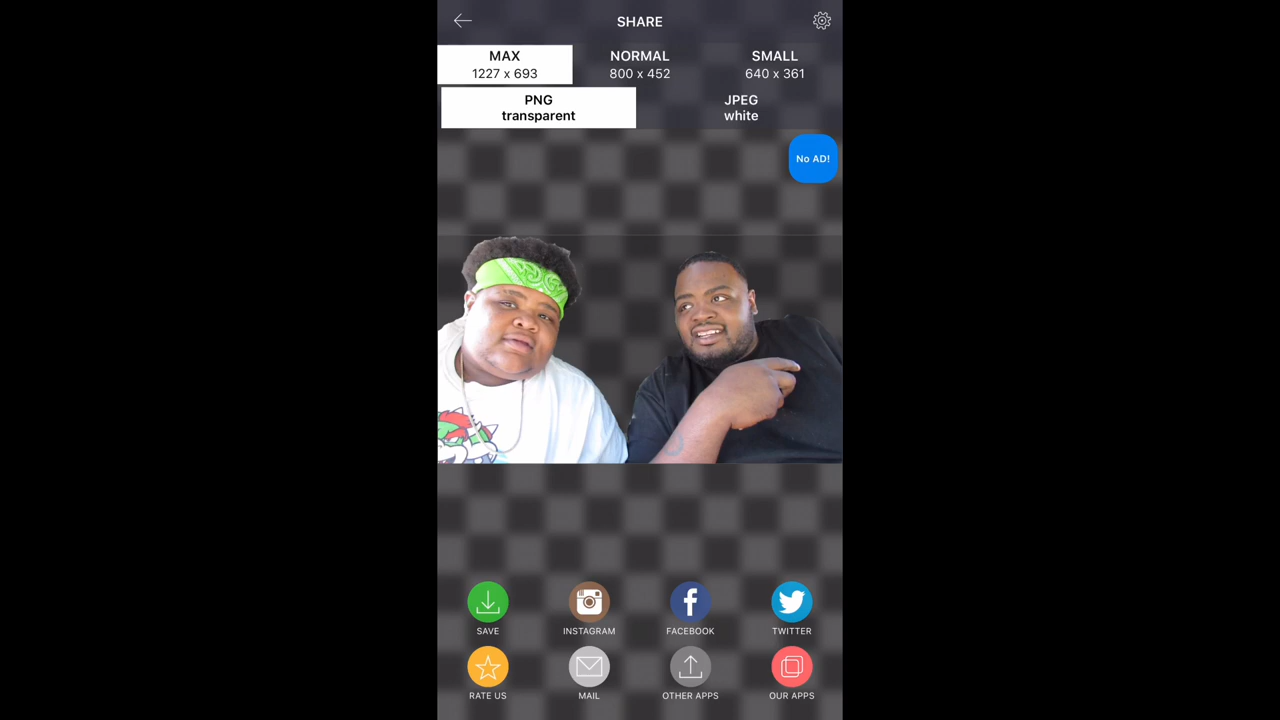 SHARE
MAX NORMAL SMALL
1227 x 693 800 x 452 640 x 361
PNG JPEG
transparent white
No AD!
SAVE INSTAGRAM FACEBOOK TWITTER
RATE US MAIL OTHER APPS OUR APPS